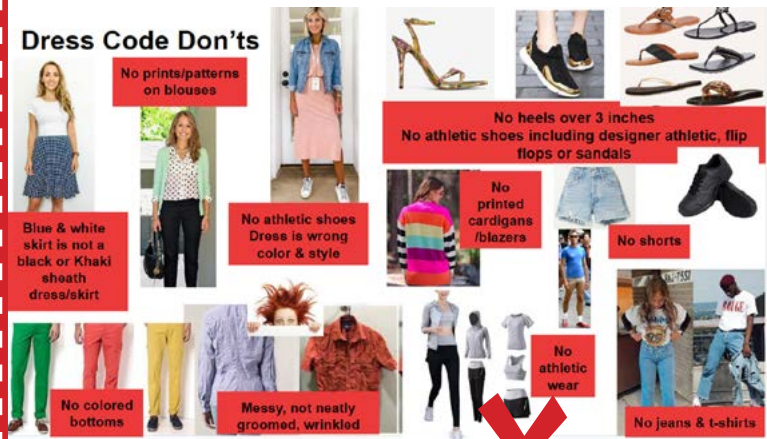 Dress Code Don'ts
No prints/patterns
on blouses
No heels over 3 inches
No athletic shoes including designer athletic, flip
flops or sandals
Blue & white
skirt is not a
black or Khaki
sheath
dress/skirt
No athletic shoes
Dress is wrong
color & style
No
printed
cardigans
/blazers
No shorts
No colored
bottoms
Messy, not neatly
groomed, wrinkled
No
athletic
wear
No jeans & t-shirts